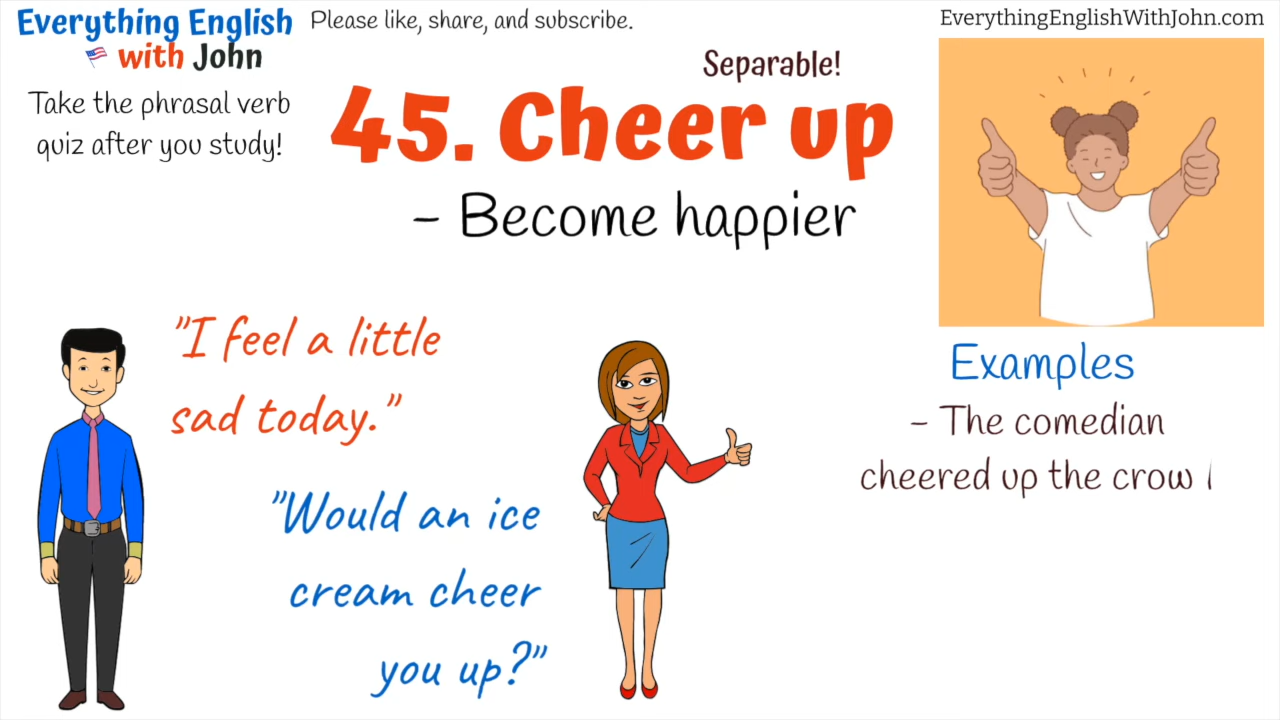 Everything English
with John
Please like, share, and subscribe.
EverythingEnglishWithJohn.com
Take the phrasal verb
quiz after you study!
Separable!
45. Cheer up
- Become happier
"I feel a little
sad today."
"Would an ice
cream cheer
you up?"
Examples
- The comedian
cheered up the crow